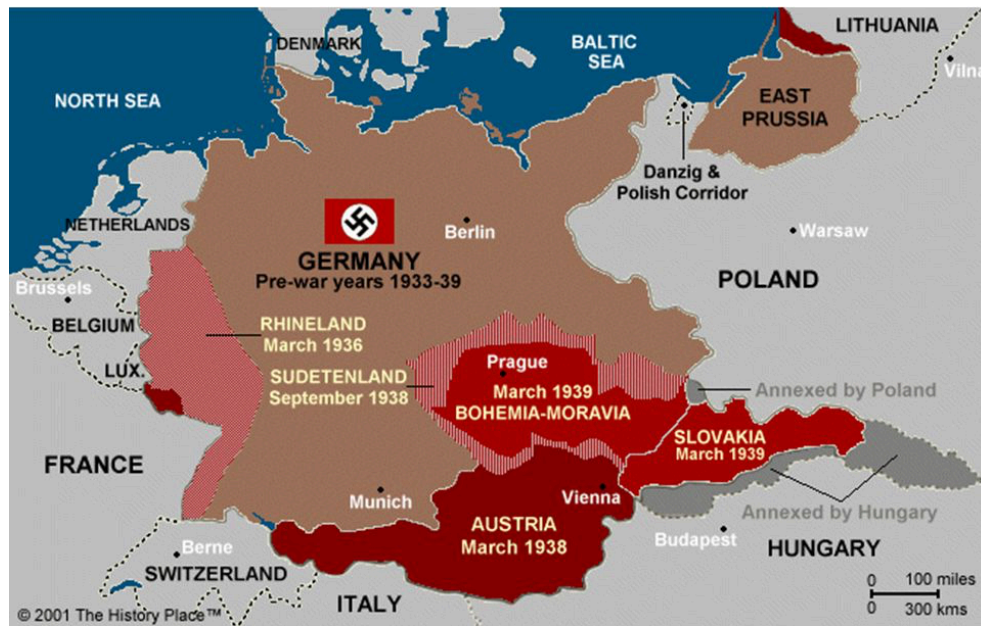 LITHUANIA
DENMARK
BALTIC
SEA
Vilna
NORTH SEA
EAST
PRUSSIA
Danzig &
Polish Corridor
NETHERLANDS
Berlin
Warsaw
GERMANY
Pre-war years 1933-39
POLAND
Brussels
BELGIUM
RHINELAND
March 1936
LUX.
Prague
SUDETENLAND
September 1938
March 1939
BOHEMIA-MORAVIA
Annexed by Poland
SLOVAKIA
March 1939
FRANCE
Munich
Vienna
Annexed by Hungary
AUSTRIA
March 1938
Budapest
HUNGARY
Berne
SWITZERLAND
ITALY
0 100 miles
0 300 kms
© 2001 The History Place™